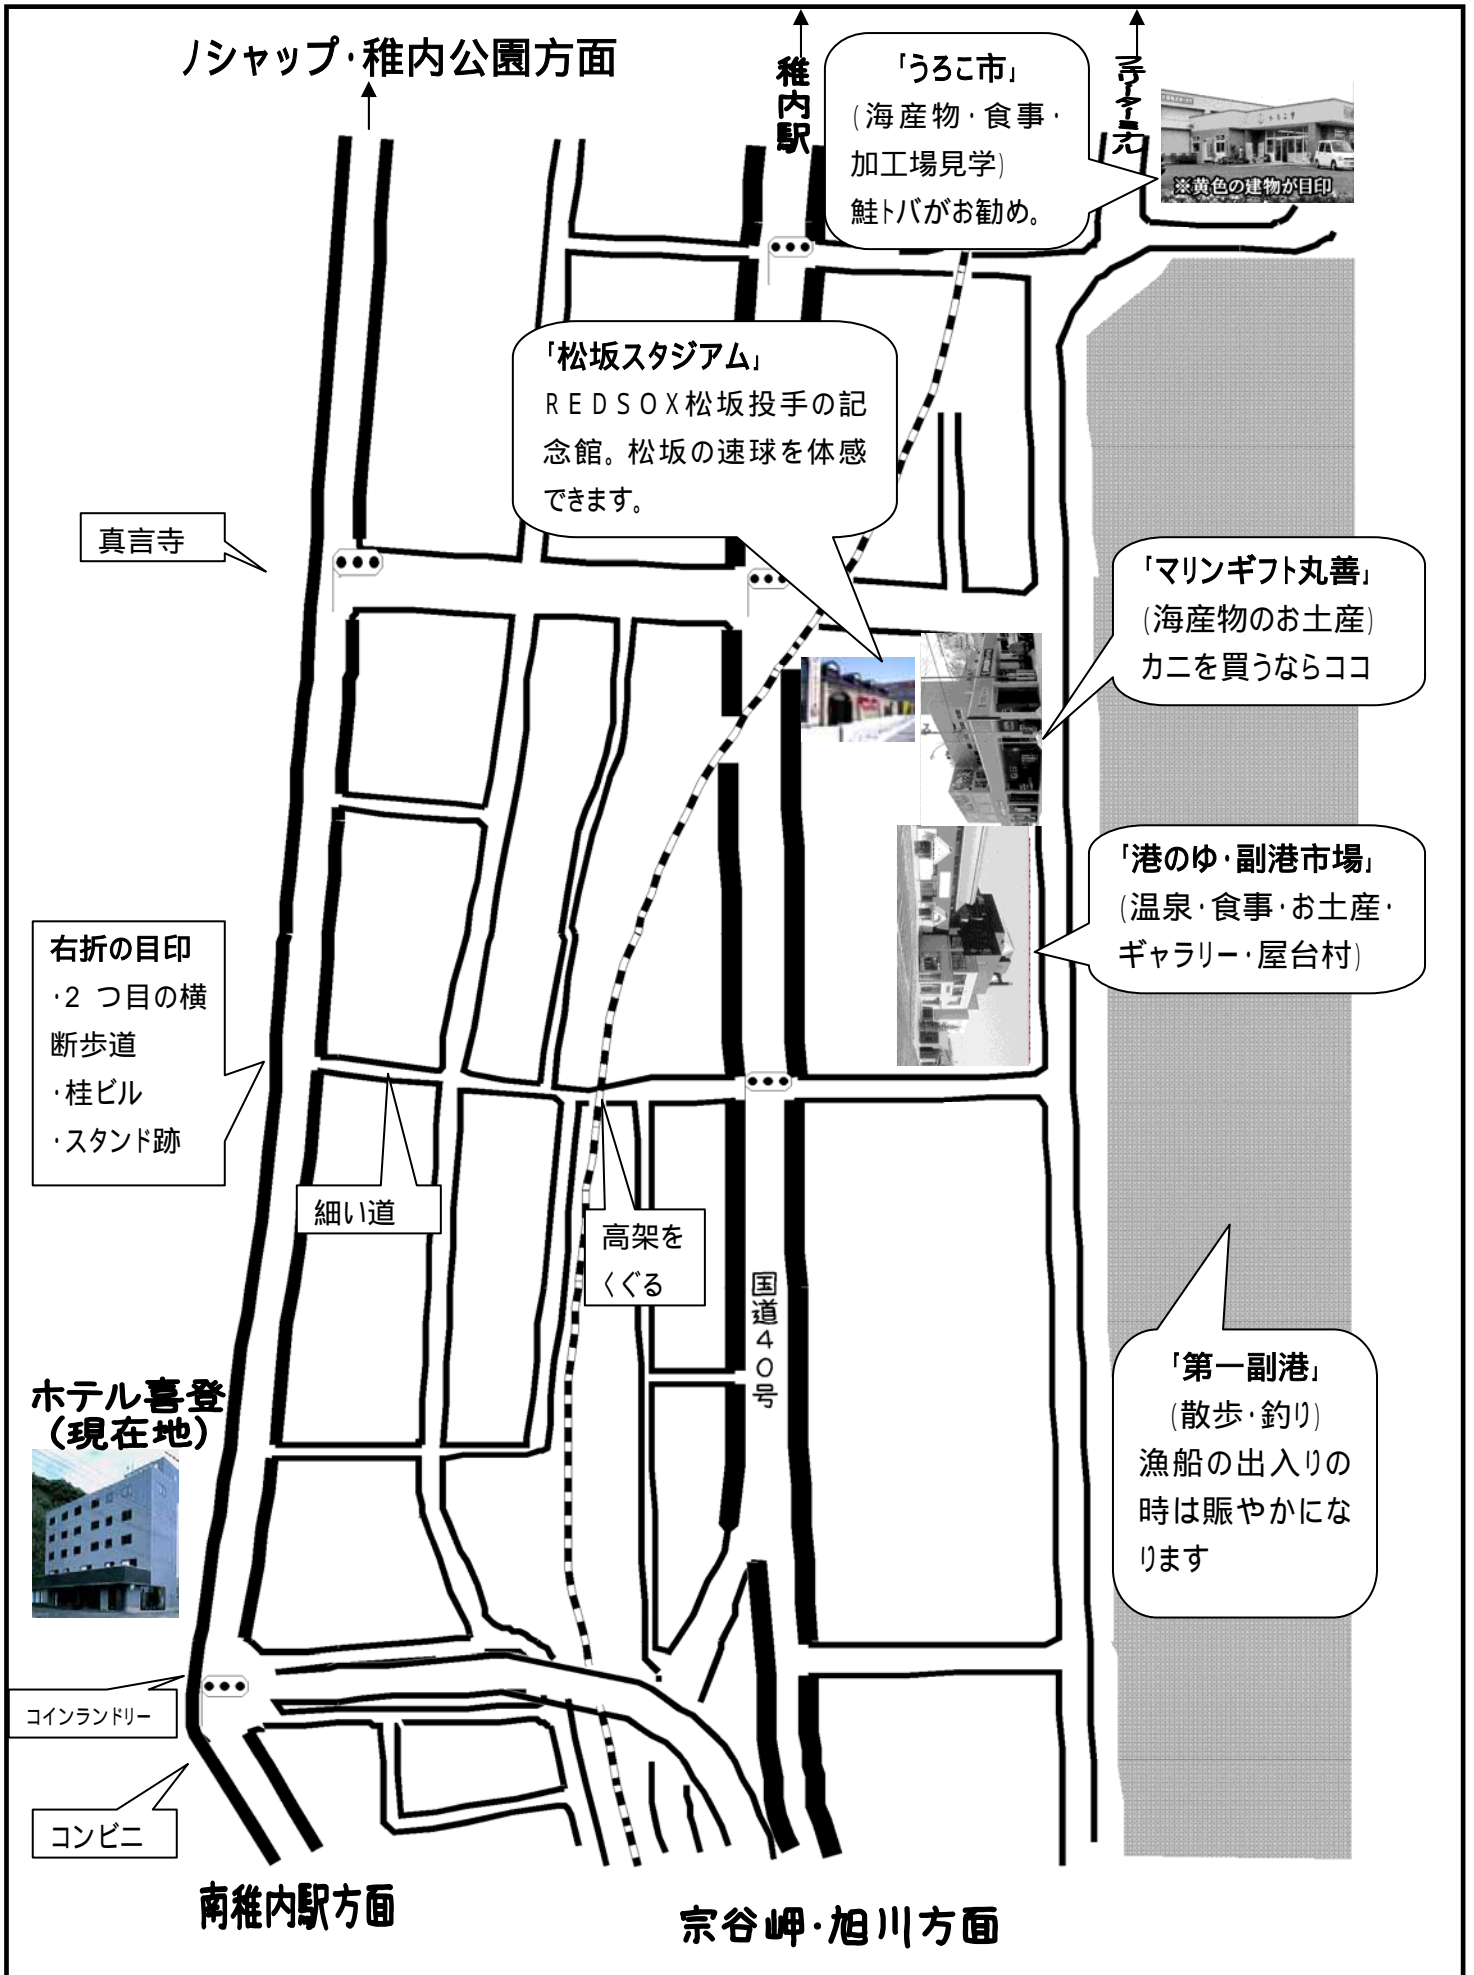 ノシャップ・稚内公園方面
稚内駅
フェリーターミナル
「うろこ市」
(海産物・食事・
加工場見学)
鮭トバがお勧め。
※黄色の建物が目印
「松坂スタジアム」
REDSOX松坂投手の記
念館。松坂の速球を体感
できます。
真言寺
「マリンギフト丸善」
(海産物のお土産)
カニを買うならココ
「港のゆ・副港市場」
(温泉・食事・お土産・
ギャラリー・屋台村)
右折の目印
・2 つ目の横
断歩道
・桂ビル
・スタンド跡
細い道
高架を
くぐる
国道40号
ホテル喜登
(現在地)
「第一副港」
(散歩・釣り)
漁船の出入りの
時は賑やかにな
ります
コインランドリー
コンビニ
南稚内駅方面
宗谷岬・旭川方面